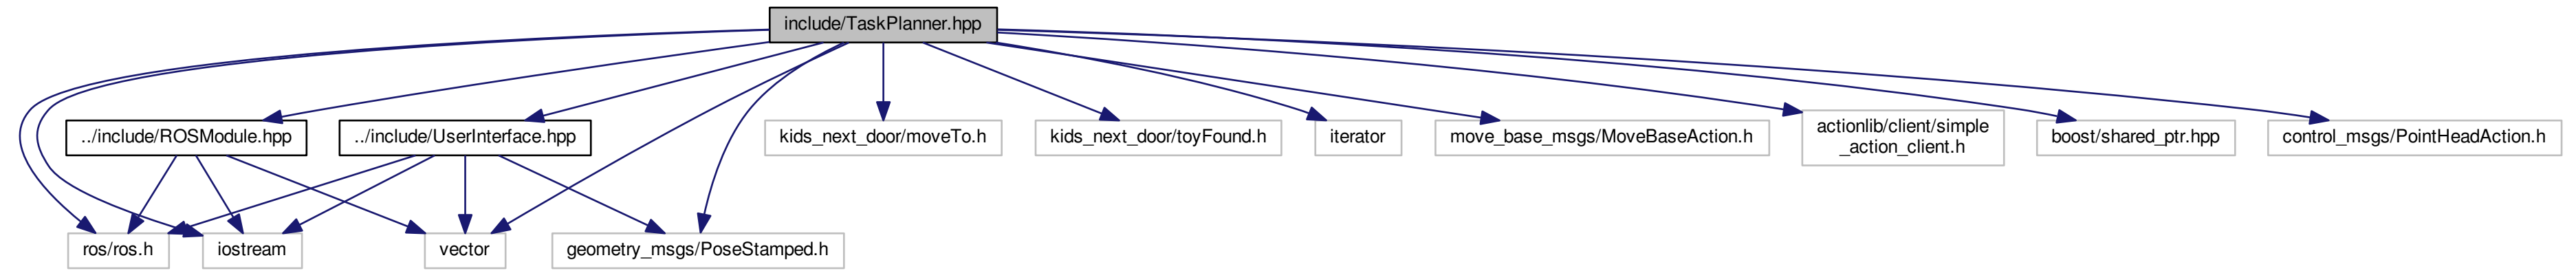 include/TaskPlanner.hpp
../include/ROSModule.hpp
../include/UserInterface.hpp
kids_next_door/moveTo.h
kids_next_door/toyFound.h
iterator
move_base_msgs/MoveBaseAction.h
actionlib/client/simple
_action_client.h
boost/shared_ptr.hpp
control_msgs/PointHeadAction.h
ros/ros.h
iostream
vector
geometry_msgs/PoseStamped.h